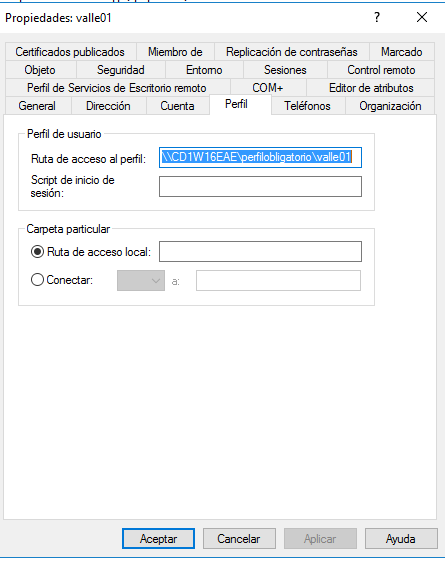 Propiedades: valle01 ? ×
Certificados publicados Miembro de Replicación de contraseñas Marcado
Objeto Seguridad Entorno Sesiones Control remoto
Perfil de Servicios de Escritorio remoto COM+ Editor de atributos
General Dirección Cuenta Perfil Teléfonos Organización
Perfil de usuario
Ruta de acceso al perfil: \\CD1W16EAE\perfilobligatorio\valle01
Script de inicio de
sesión:
Carpeta particular
Ruta de acceso local:
Conectar: a:
Aceptar Cancelar Aplicar Ayuda